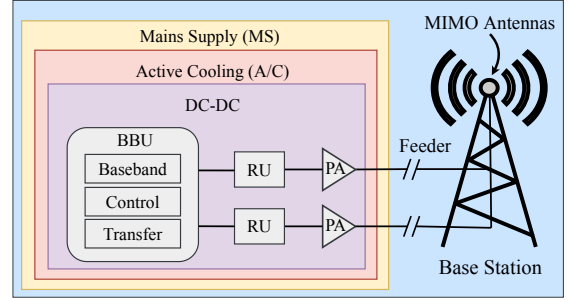 Mains Supply (MS)
MIMO Antennas
Active Cooling (A/C)
DC-DC
BBU
Baseband
Control
Transfer
RU
PA
Feeder
RU
PA
Base Station